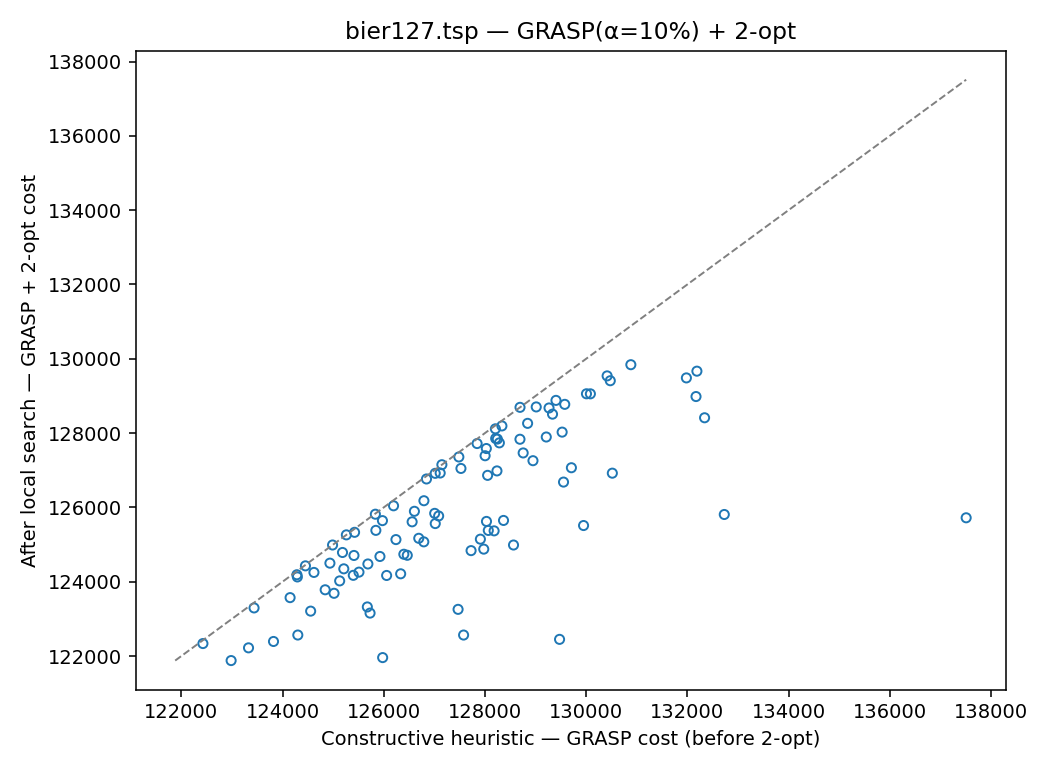 bier127.tsp — GRASP(α=10%) + 2-opt
138000
136000
134000
132000
130000
128000
126000
124000
122000
After local search — GRASP + 2-opt cost
122000 124000 126000 128000 130000 132000 134000 136000 138000
Constructive heuristic — GRASP cost (before 2-opt)